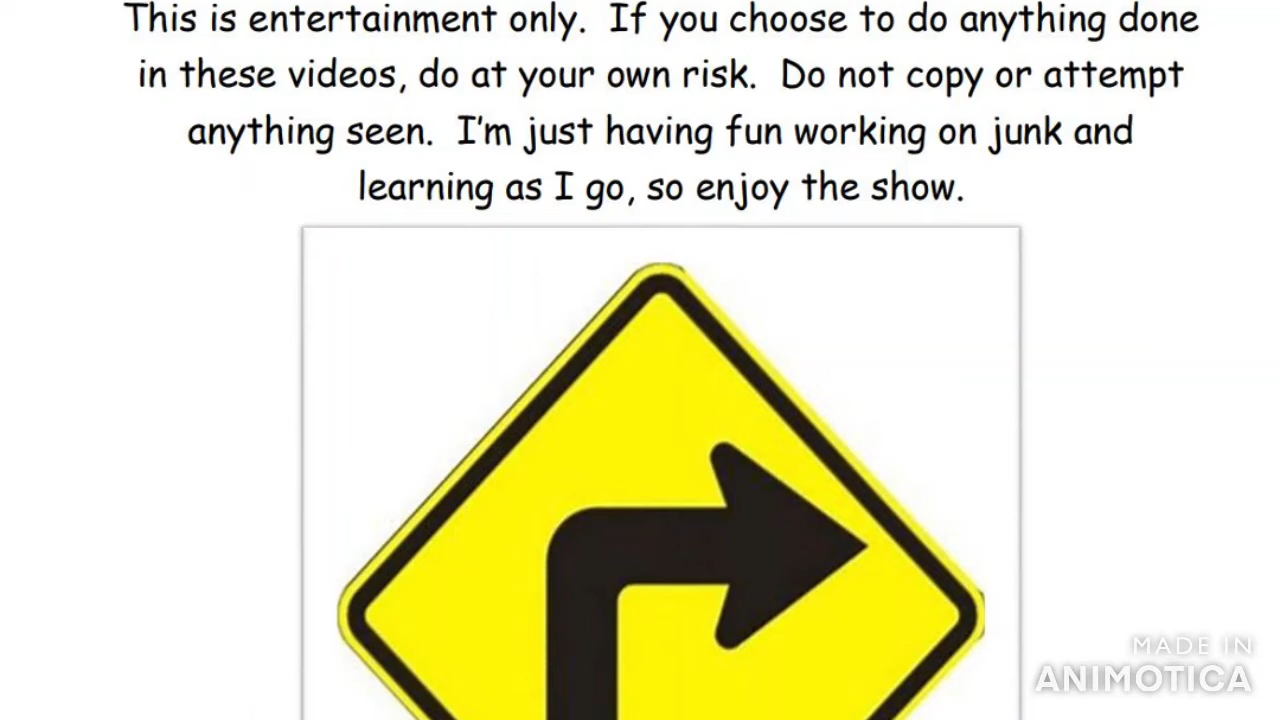 This is entertainment only. If you choose to do anything done
in these videos, do at your own risk. Do not copy or attempt
anything seen. I'm just having fun working on junk and
learning as I go, so enjoy the show.
MADE IN
ANIMOTICA